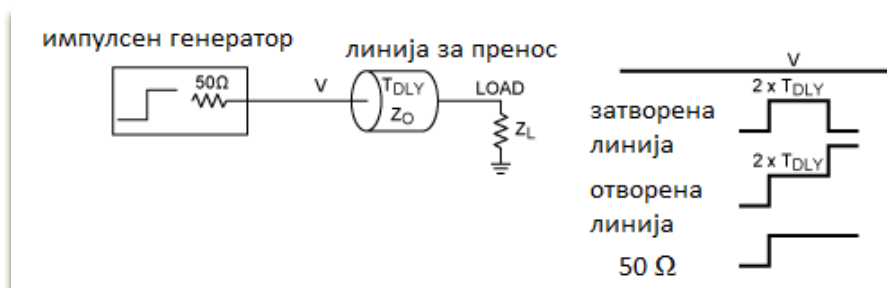 импулсен генератор
линија за пренос
50Ω
V
TDLY
ZO
LOAD
ZL
V
2 x TDLY
затворена
линија
2 x TDLY
отворена
линија
50 Ω